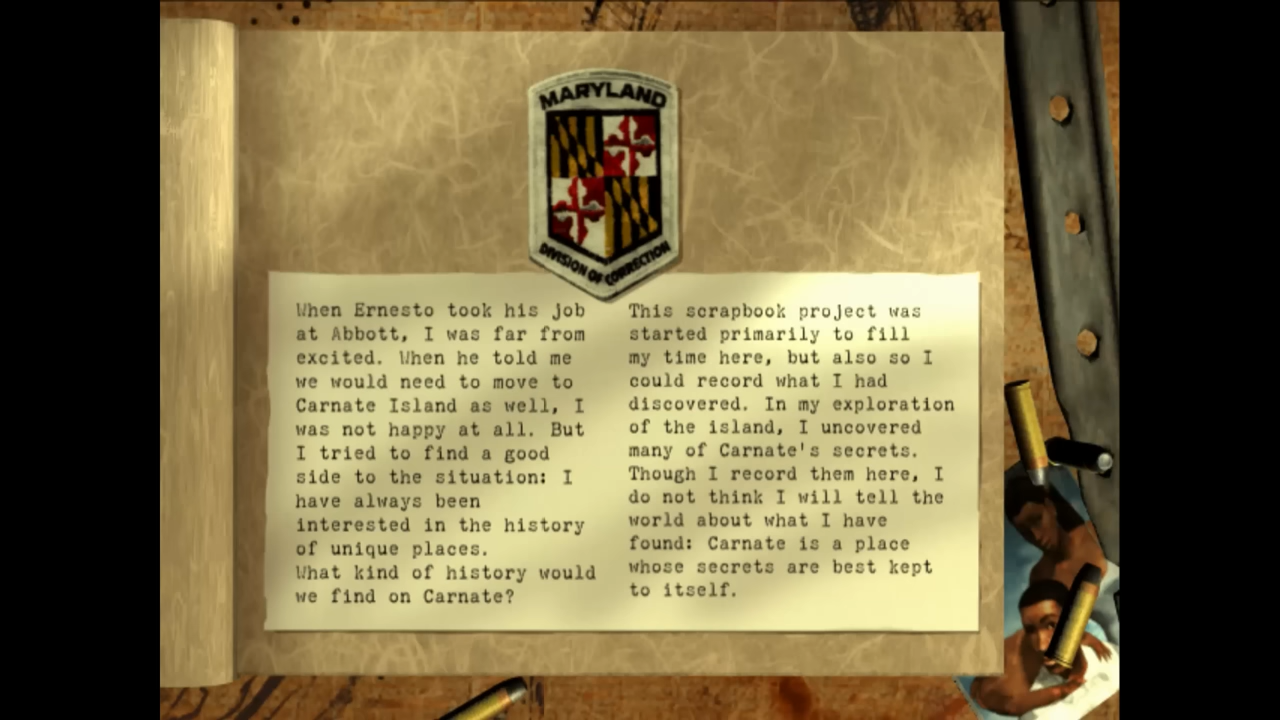 MARYLAND
DIVISION OF CORRECTION
When Ernesto took his job
at Abbott, I was far from
excited. When he told me
we would need to move to
Carnate Island as well, I
was not happy at all. But
I tried to find a good
side to the situation: I
have always been
interested in the history
of unique places.
What kind of history would
we find on Carnate?
This scrapbook project was
started primarily to fill
my time here, but also so I
could record what I had
discovered. In my exploration
of the island, I uncovered
many of Carnate's secrets.
Though I record them here, I
do not think I will tell the
world about what I have
found: Carnate is a place
whose secrets are best kept
to itself.